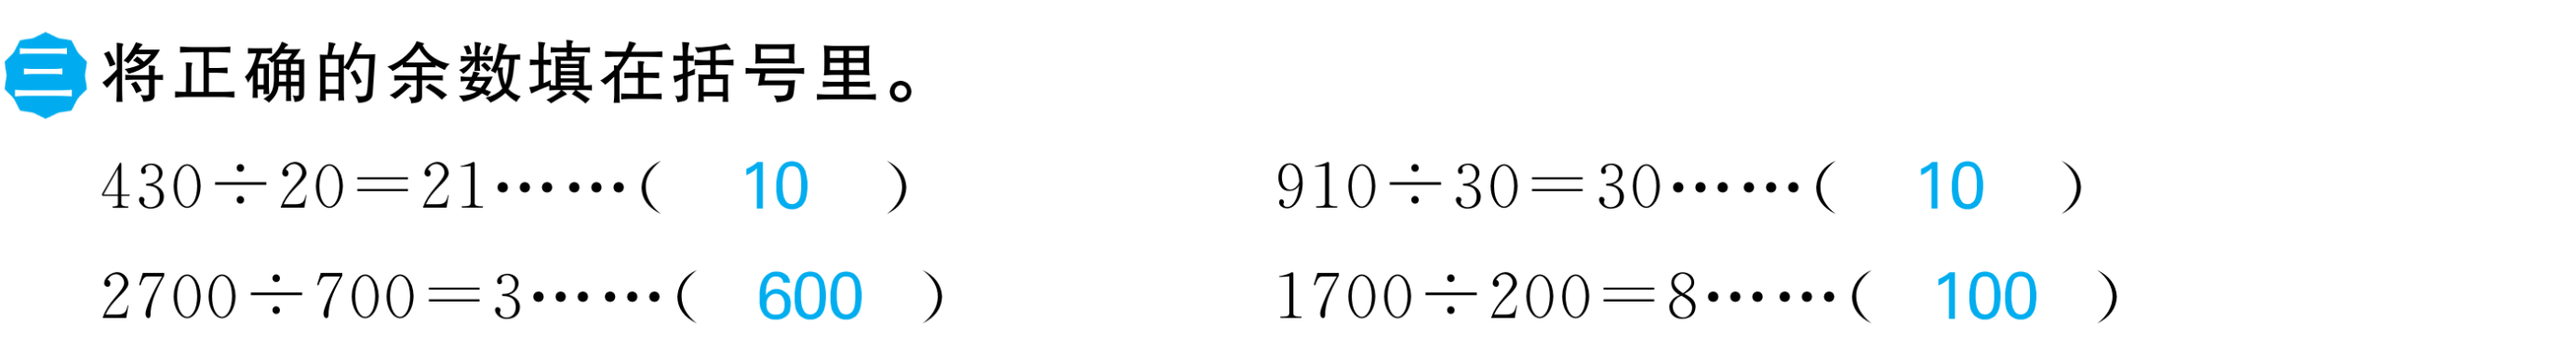 三 将正确的余数填在括号里。
430÷20=21……( 10 ) 910÷30=30……( 10 )
2700÷700=3……( 600 ) 1700÷200=8……( 100 )